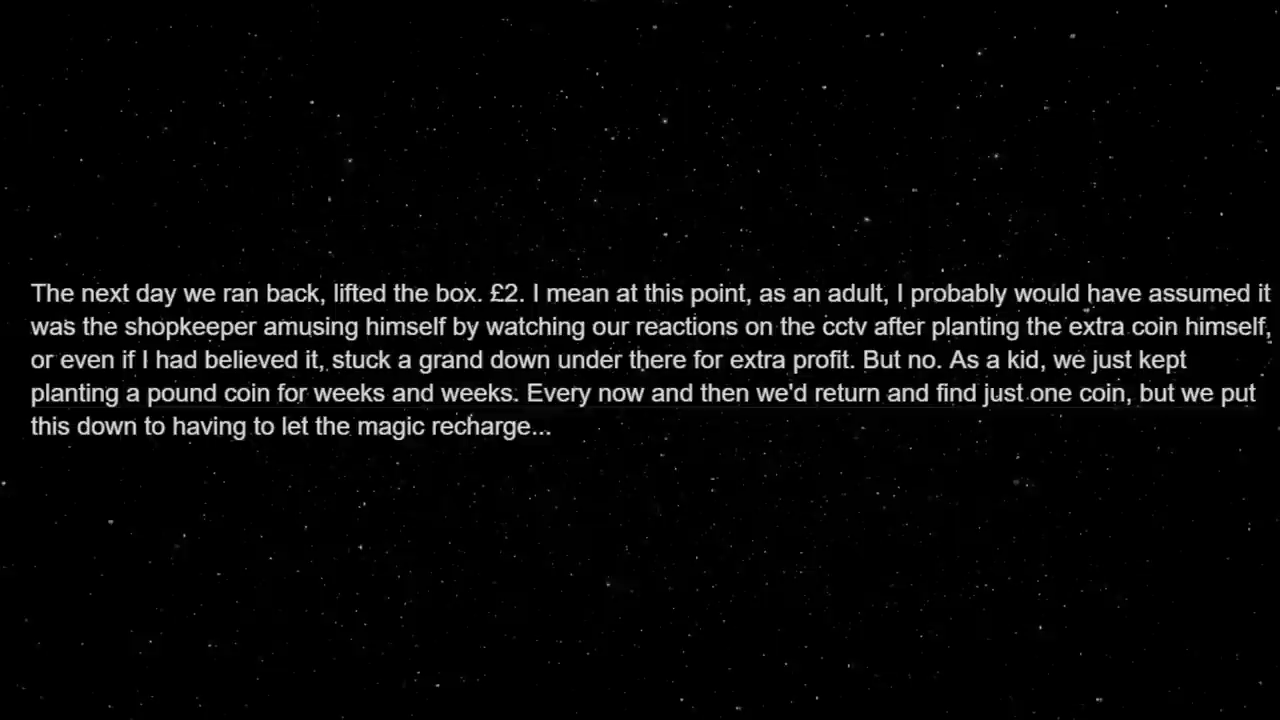 The next day we ran back, lifted the box. £2. I mean at this point, as an adult, I probably would have assumed it
was the shopkeeper amusing himself by watching our reactions on the cctv after planting the extra coin himself,
or even if I had believed it, stuck a grand down under there for extra profit. But no. As a kid, we just kept
planting a pound coin for weeks and weeks. Every now and then we'd return and find just one coin, but we put
this down to having to let the magic recharge...